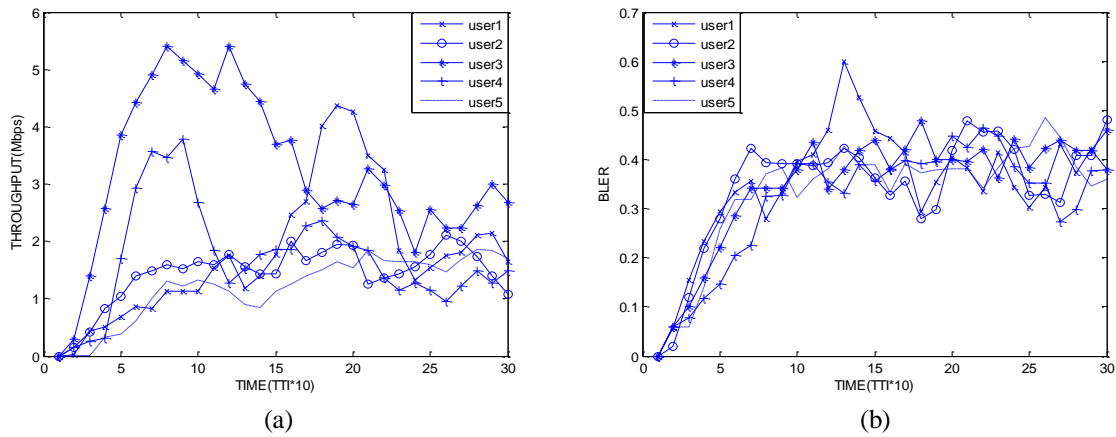 6
5
4
3
2
1
0
0
5
10
15
20
25
30
THROUGHPUT(Mbps)
TIME(TTI*10)
user1
user2
user3
user4
user5
(a)
0.7
0.6
0.5
0.4
0.3
0.2
0.1
0
0
5
10
15
20
25
30
BLER
TIME(TTI*10)
user1
user2
user3
user4
user5
(b)